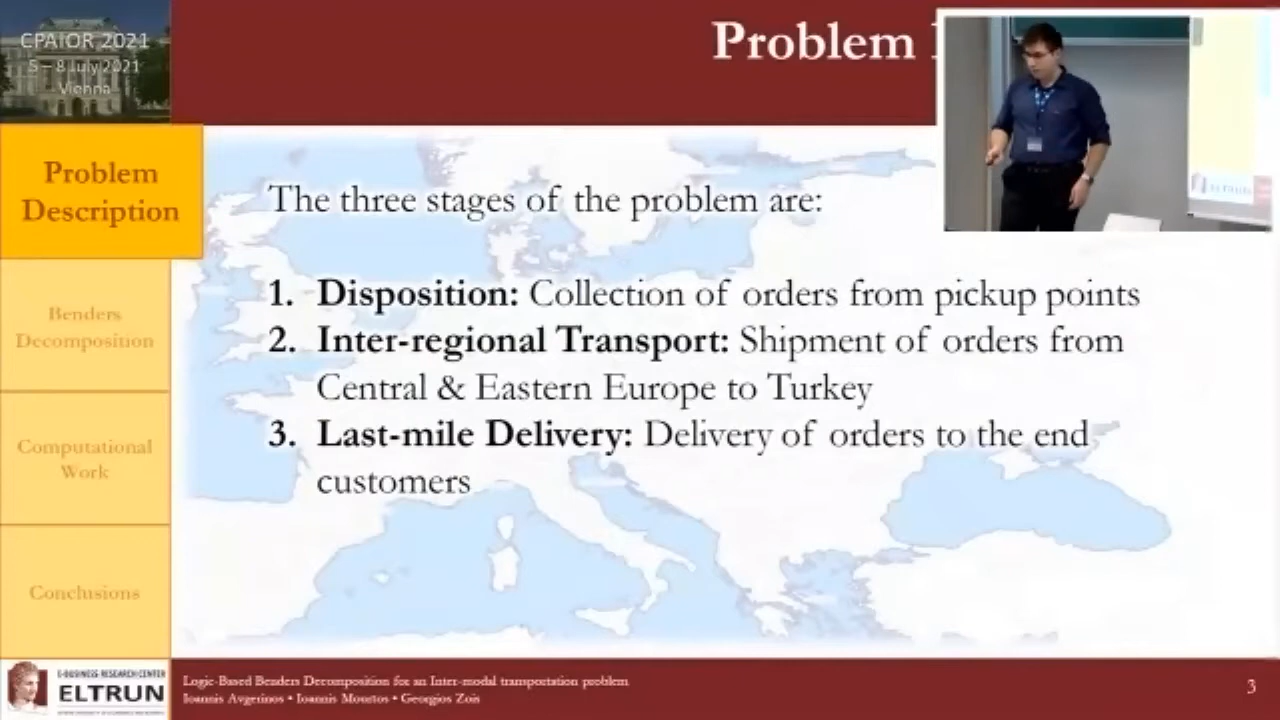 CPAIOR 2021
5 – 8 July 2021
Vienna
Problem
Problem
Description
Benders
Decomposition
Computational
Work
Conclusions
The three stages of the problem are:
1. Disposition: Collection of orders from pickup points
2. Inter-regional Transport: Shipment of orders from
Central & Eastern Europe to Turkey
3. Last-mile Delivery: Delivery of orders to the end
customers
ELTRUN
E-BUSINESS RESEARCH CENTER
ELTRUN
Logic-Based Benders Decomposition for an Inter-modal transportation problem
Ioannis Avgerinos • Ioannis Mourtos • Georgios Zois
3